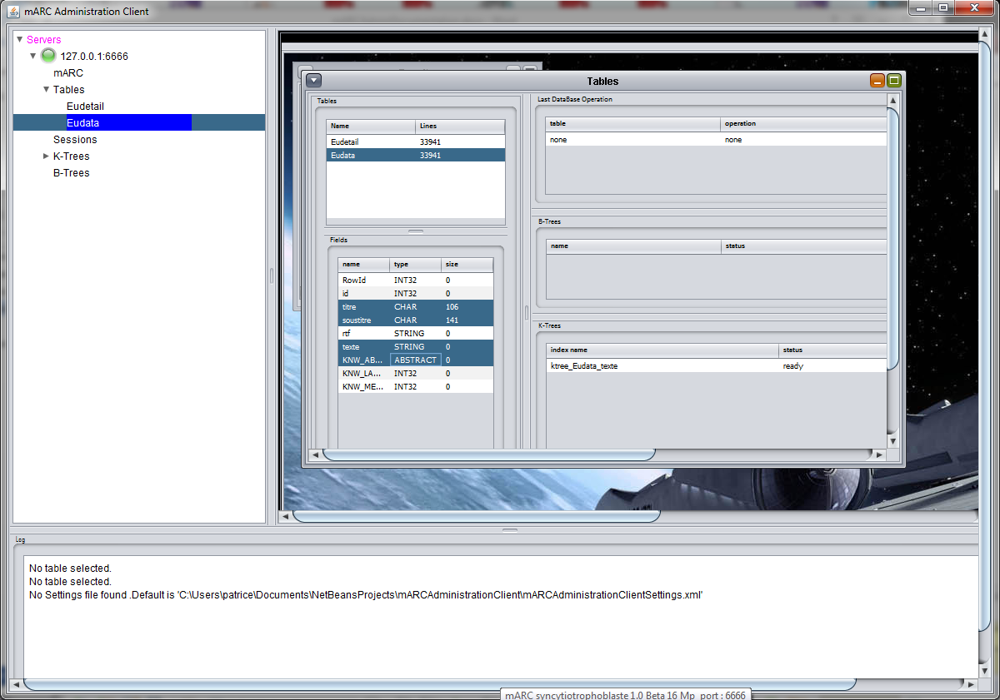 mARC Administration Client
Servers
127.0.0.1:6666
mARC
Tables
Eudetail
Eudata
Sessions
K-Trees
B-Trees
Tables
Tables
Name Lines
Eudetail 33941
Eudata 33941
Fields
name type size
RowId INT32 0
id INT32 0
titre CHAR 106
soustitre CHAR 141
rtf STRING 0
texte STRING 0
KNW_AB... ABSTRACT 0
KNW_LA... INT32 0
KNW_ME... INT32 0
Last DataBase Operation
table operation
none none
B-Trees
name status
K-Trees
index name status
ktree_Eudata_texte ready
Log
No table selected.
No table selected.
No Settings file found .Default is 'C:\Users\patrice\Documents\NetBeansProjects\mARCAdministrationClient\mARCAdministrationClientSettings.xml'
mARC syncytiotrophoblaste 1.0 Beta 16 Mp port : 6666